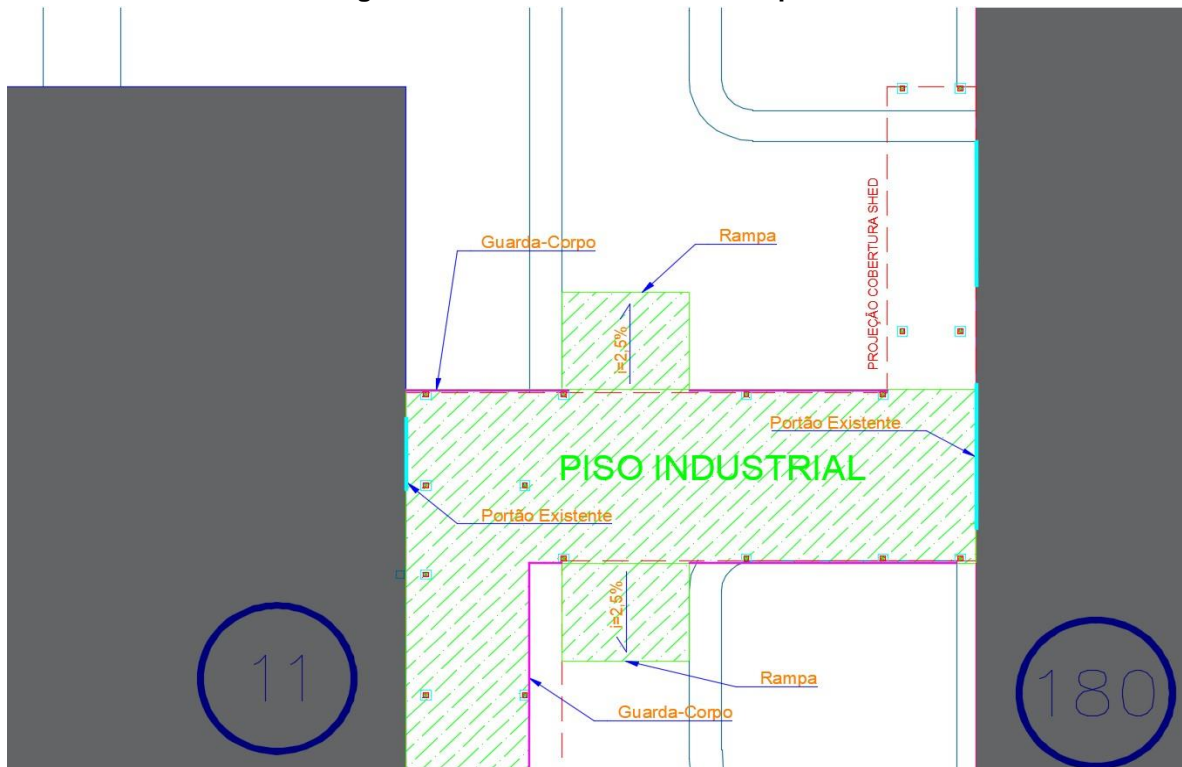 PROJEÇÃO COBERTURA SHED
Guarda-Corpo
Rampa
i=2,5%
Portão Existente
PISO INDUSTRIAL
Portão Existente
i=2,5%
11
180
Rampa
Guarda-Corpo